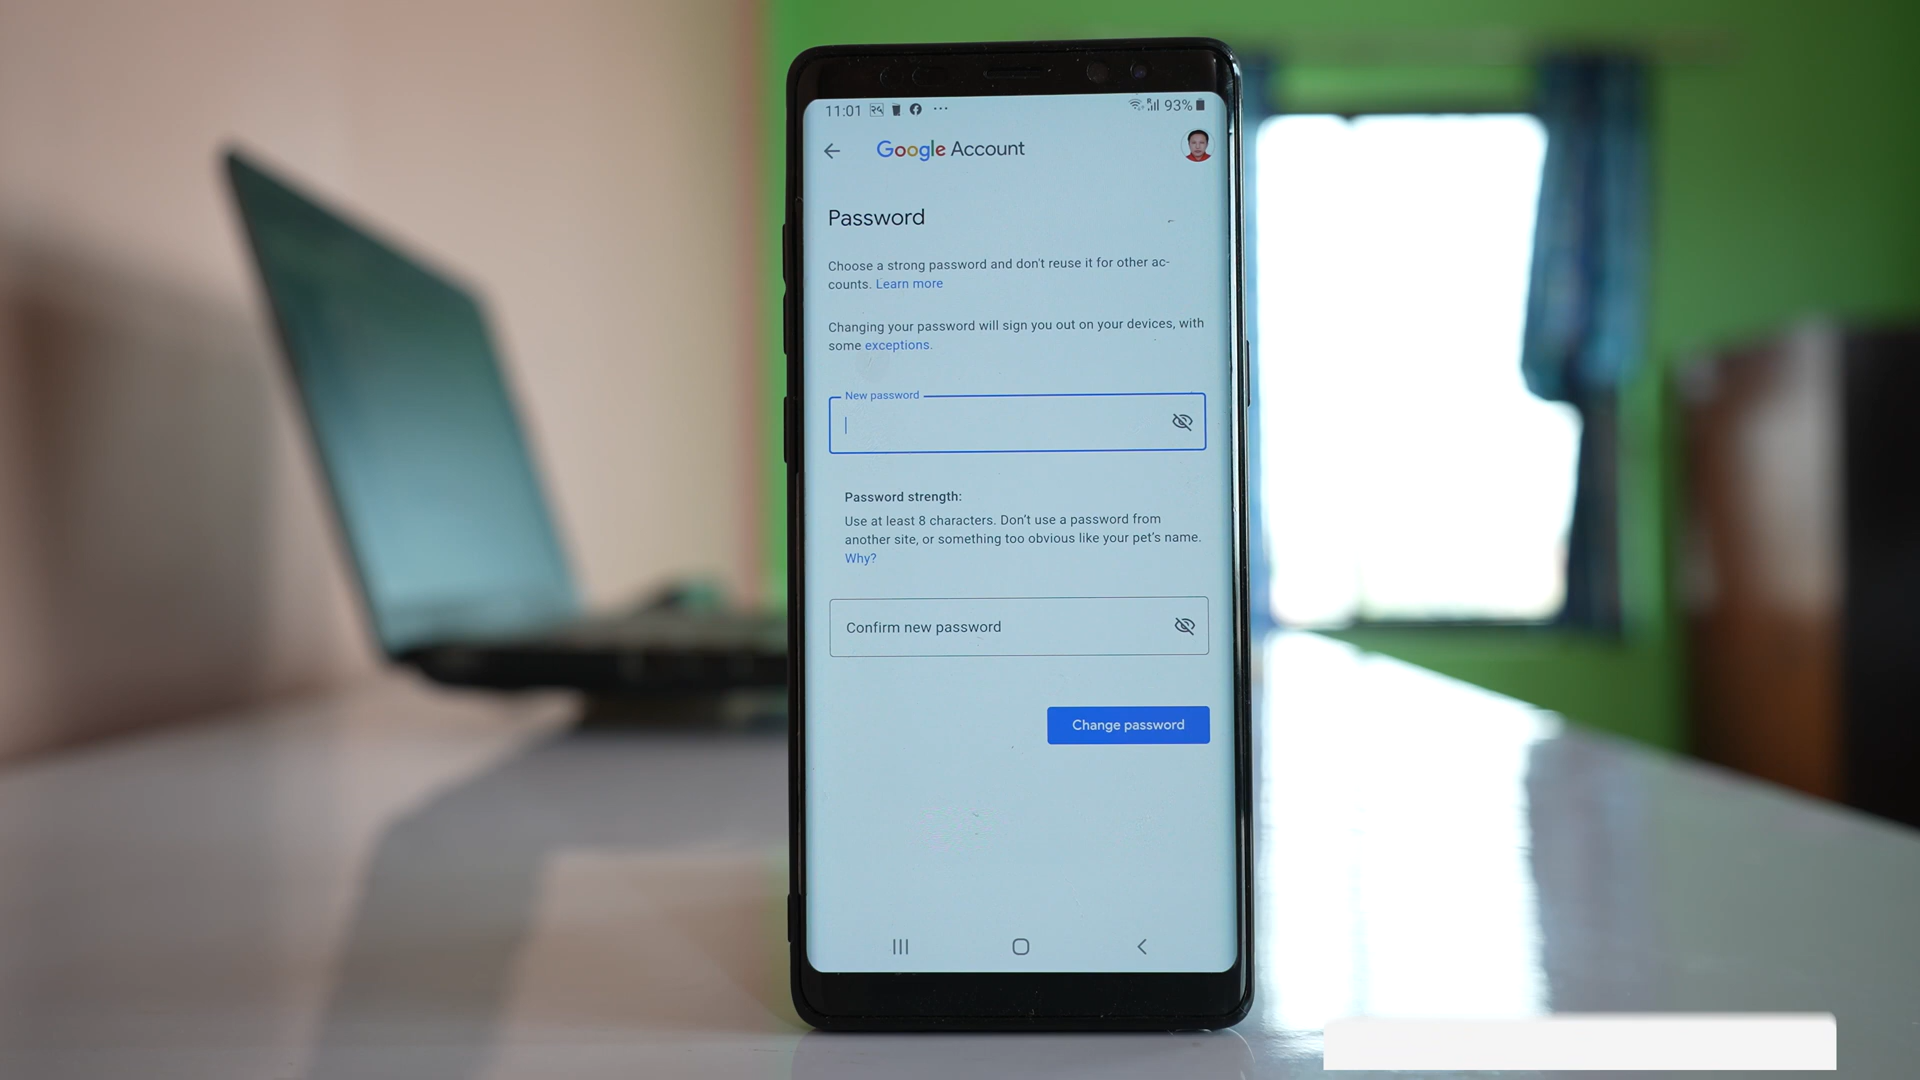 11:01 २५ 93%
Google Account
Password
Choose a strong password and don't reuse it for other ac-
counts. Learn more
Changing your password will sign you out on your devices, with
some exceptions.
New password
Password strength:
Use at least 8 characters. Don't use a password from
another site, or something too obvious like your pet's name.
Why?
Confirm new password
Change password